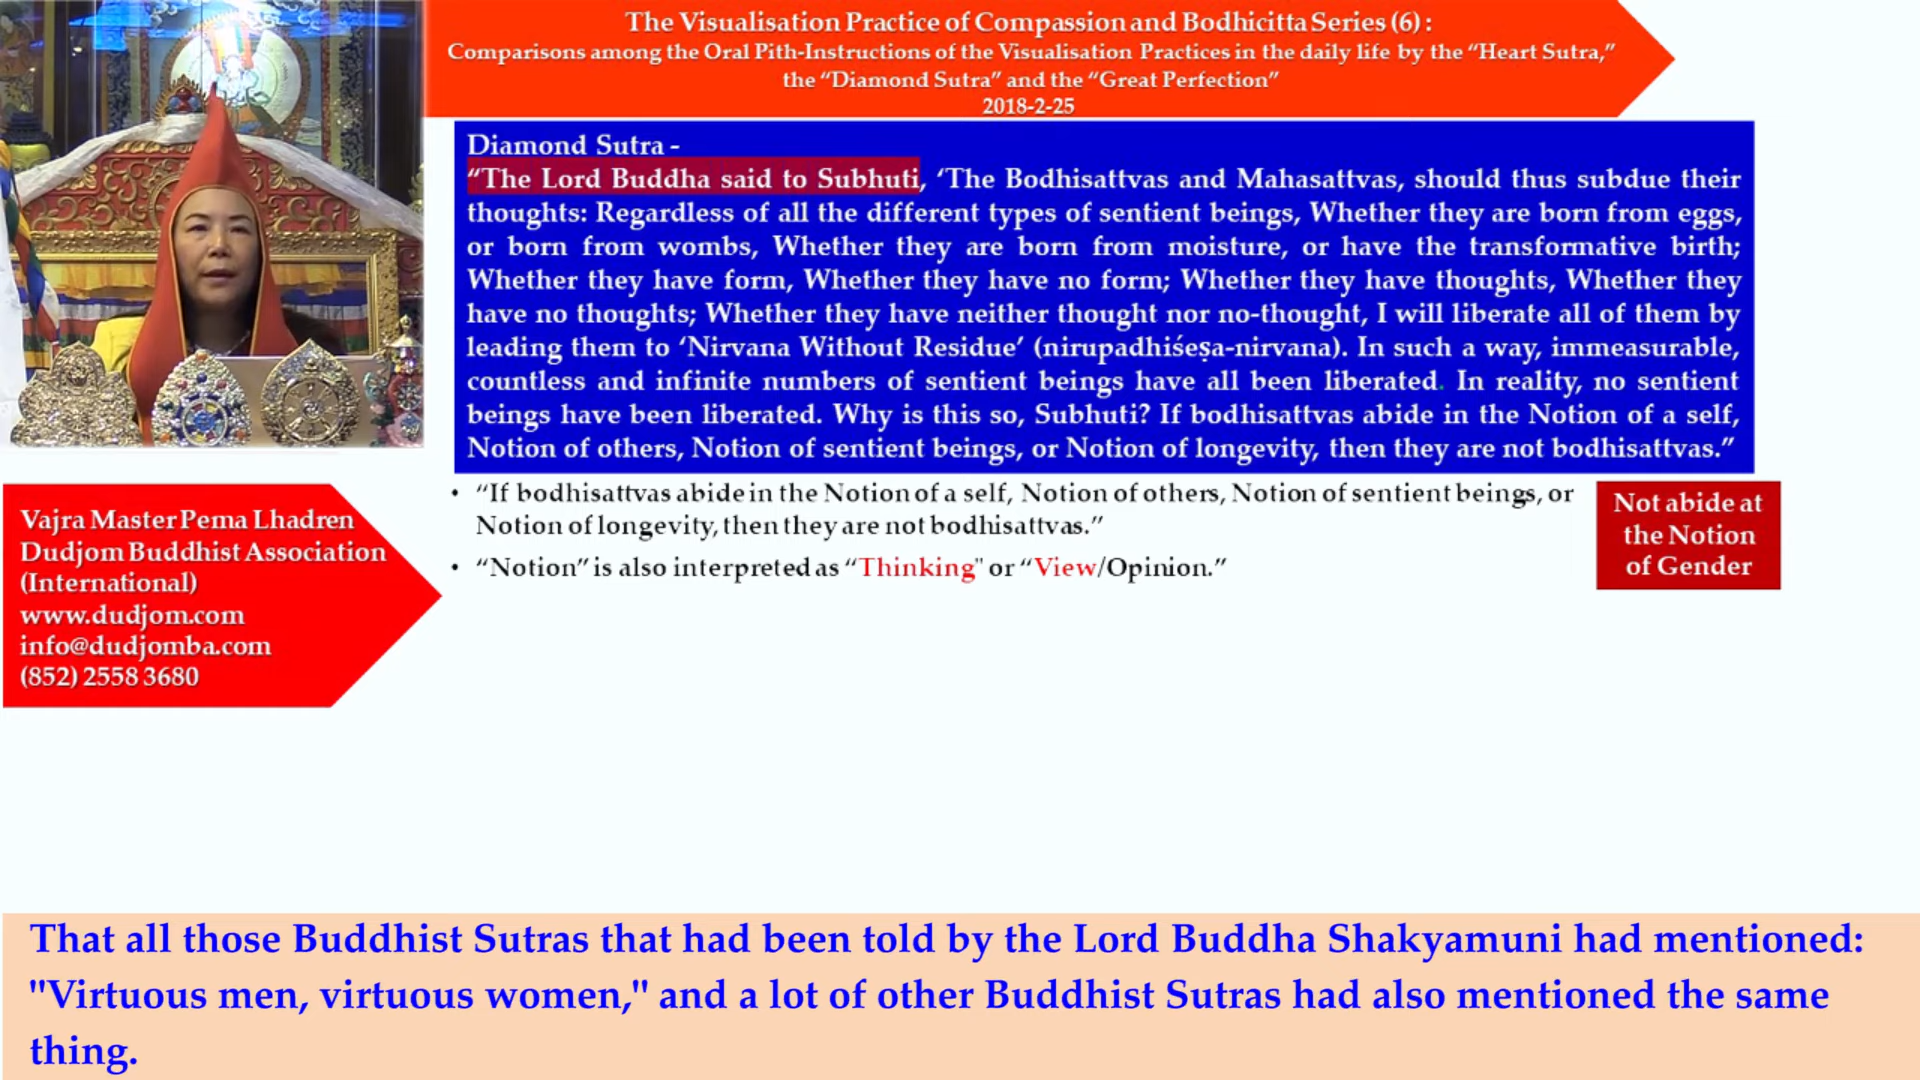 The Visualisation Practice of Compassion and Bodhicitta Series (6) :
Comparisons among the Oral Pith-Instructions of the Visualisation Practices in the daily life by the “Heart Sutra,”
the “Diamond Sutra” and the “Great Perfection”
2018-2-25
Diamond Sutra -
“The Lord Buddha said to Subhuti, ‘The Bodhisattvas and Mahasattvas, should thus subdue their
thoughts: Regardless of all the different types of sentient beings, Whether they are born from eggs,
or born from wombs, Whether they are born from moisture, or have the transformative birth;
Whether they have form, Whether they have no form; Whether they have thoughts, Whether they
have no thoughts; Whether they have neither thought nor no-thought, I will liberate all of them by
leading them to ‘Nirvana Without Residue’ (nirupadhiśeṣa-nirvana). In such a way, immeasurable,
countless and infinite numbers of sentient beings have all been liberated. In reality, no sentient
beings have been liberated. Why is this so, Subhuti? If bodhisattvas abide in the Notion of a self,
Notion of others, Notion of sentient beings, or Notion of longevity, then they are not bodhisattvas.”
• “If bodhisattvas abide in the Notion of a self, Notion of others, Notion of sentient beings, or
Notion of longevity, then they are not bodhisattvas.”
• “Notion” is also interpreted as “Thinking" or “View/Opinion.”
Not abide at
the Notion
of Gender
Vajra Master Pema Lhadren
Dudjom Buddhist Association
(International)
www.dudjom.com
info@dudjomba.com
(852) 2558 3680
That all those Buddhist Sutras that had been told by the Lord Buddha Shakyamuni had mentioned:
"Virtuous men, virtuous women," and a lot of other Buddhist Sutras had also mentioned the same
thing.